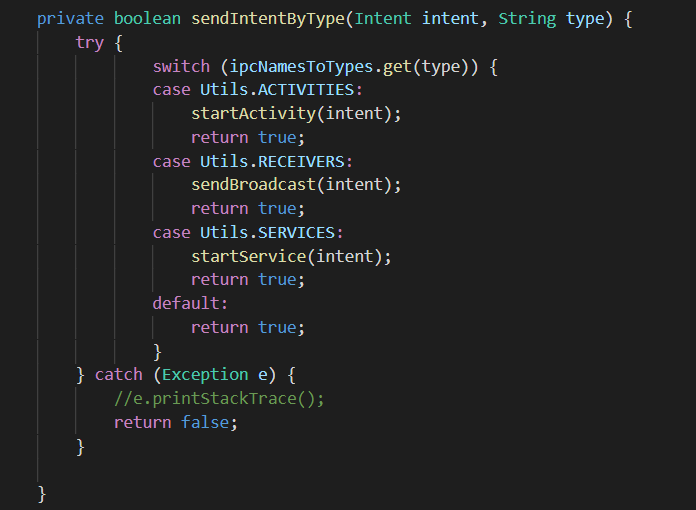 private boolean sendIntentByType(Intent intent, String type) {
try {
switch (ipcNamesToTypes.get(type)) {
case Utils.ACTIVITIES:
startActivity(intent);
return true;
case Utils.RECEIVERS:
sendBroadcast(intent);
return true;
case Utils.SERVICES:
startService(intent);
return true;
default:
return true;
}
} catch (Exception e) {
//e.printStackTrace();
return false;
}
}